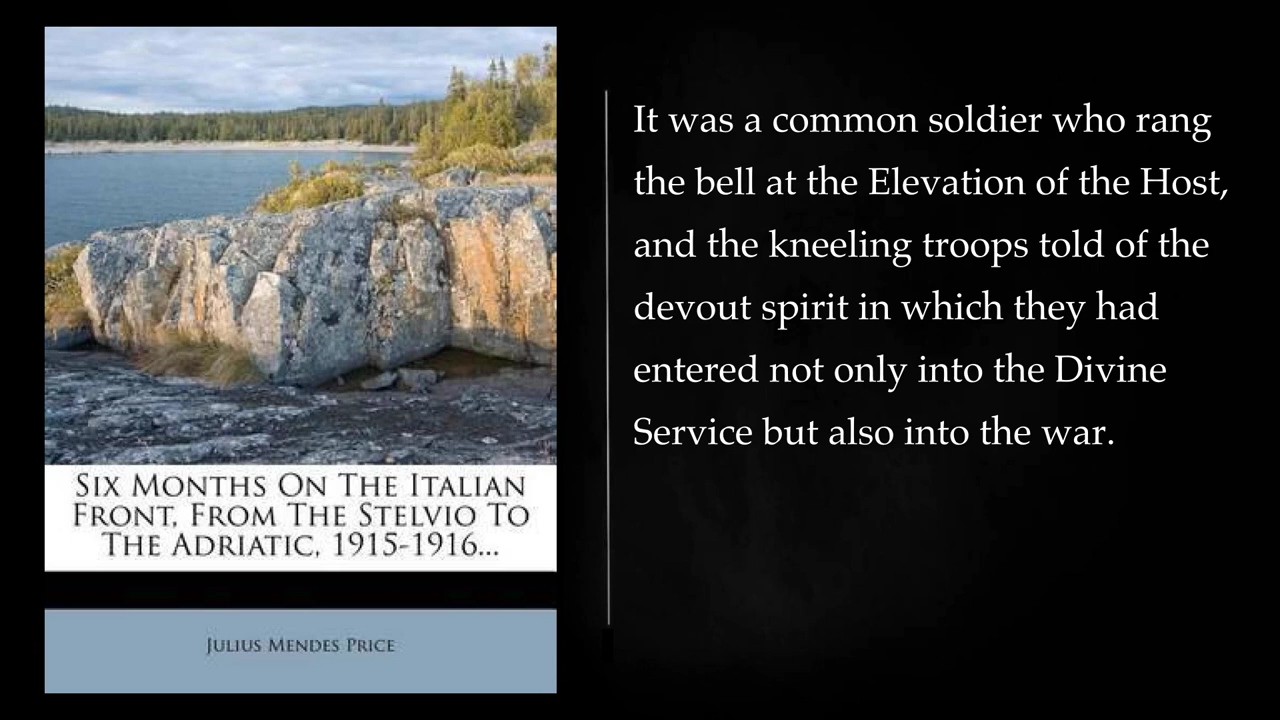 Six Months On The Italian
Front, From The Stelvio To
The Adriatic, 1915-1916...
Julius Mendes Price
It was a common soldier who rang
the bell at the Elevation of the Host,
and the kneeling troops told of the
devout spirit in which they had
entered not only into the Divine
Service but also into the war.